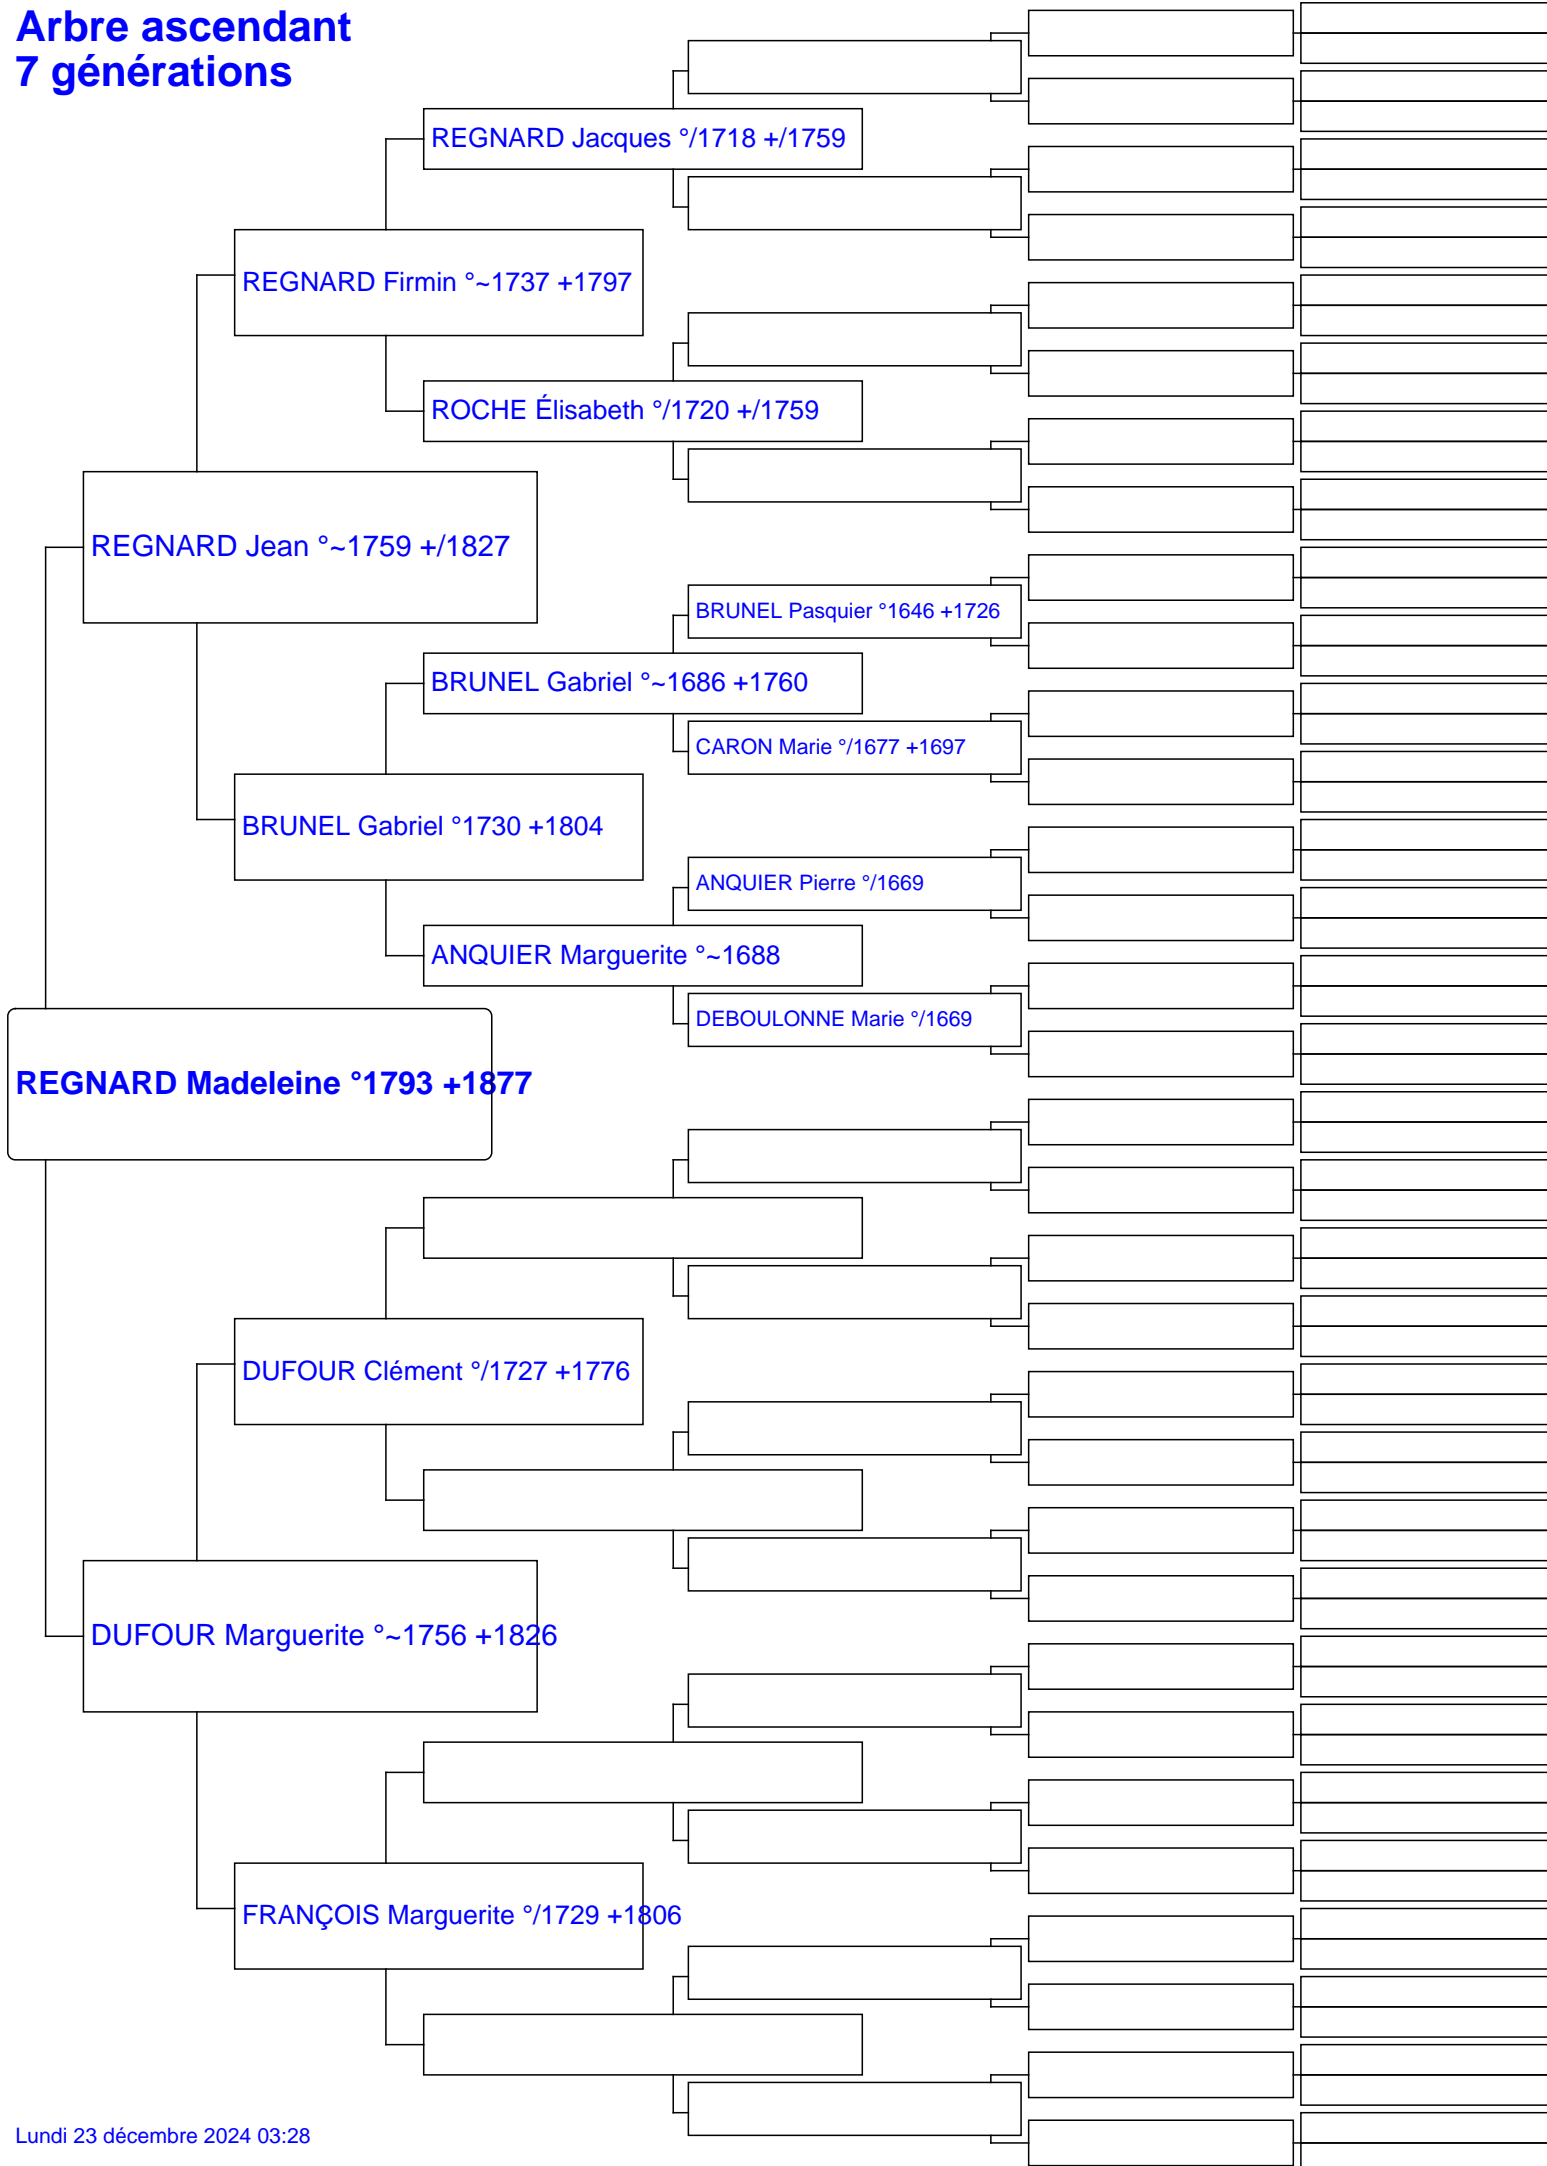 Arbre ascendant
7 générations
REGNARD Jacques °/1718 +/1759
REGNARD Firmin °~1737 +1797
ROCHE Élisabeth °/1720 +/1759
REGNARD Jean °~1759 +/1827
BRUNEL Pasquier °1646 +1726
BRUNEL Gabriel °~1686 +1760
CARON Marie °/1677 +1697
BRUNEL Gabriel °1730 +1804
ANQUIER Pierre °/1669
ANQUIER Marguerite °~1688
DEBOULONNE Marie °/1669
REGNARD Madeleine °1793 +1877
DUFOUR Clément °/1727 +1776
DUFOUR Marguerite °~1756 +1826
FRANÇOIS Marguerite °/1729 +1806
Lundi 23 décembre 2024 03:28